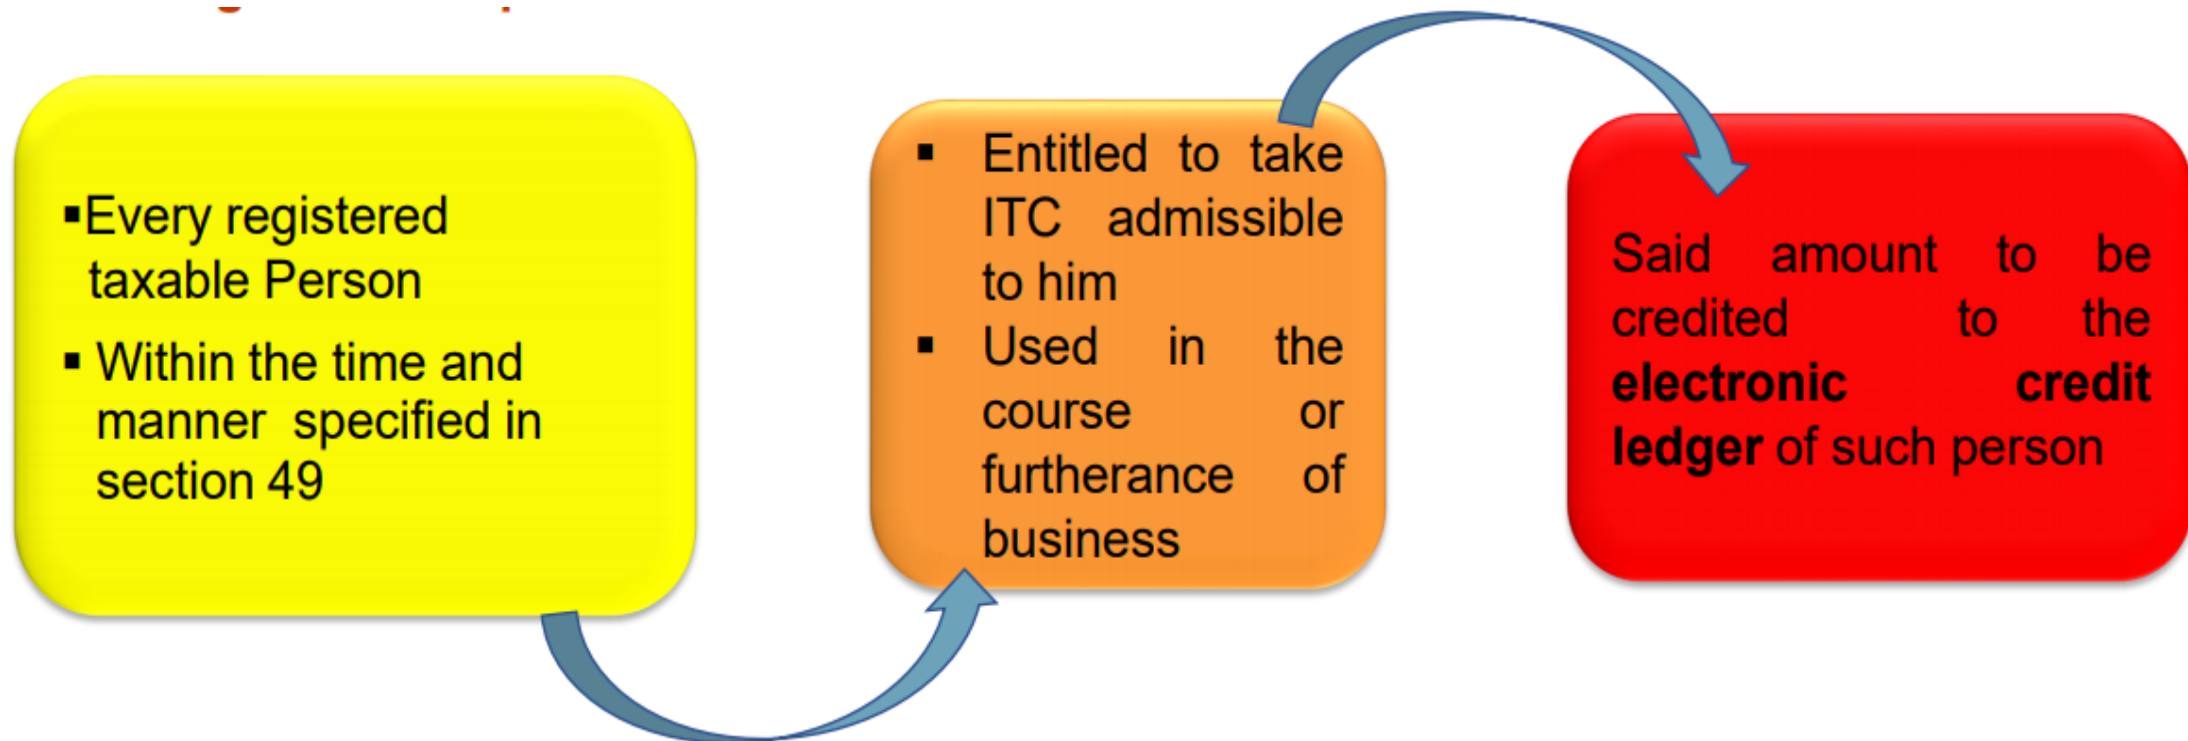 ▪Every registered
taxable Person
▪ Within the time and
manner specified in
section 49
▪ Entitled to take
ITC admissible
to him
▪ Used in the
course or
furtherance of
business
Said amount to be
credited to the
electronic credit
ledger of such person